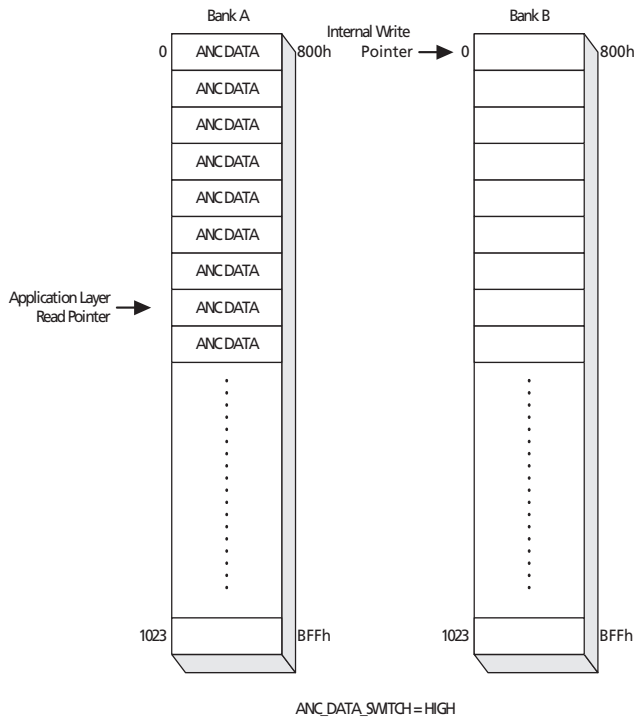 Bank A
0 ANC DATA 800h
ANC DATA
ANC DATA
ANC DATA
ANC DATA
ANC DATA
ANC DATA
Application Layer
Read Pointer
ANC DATA
ANC DATA
1023 BFFh
Bank B
Internal Write
Pointer
0 800h
1023 BFFh
ANC_DATA_SWITCH = HIGH